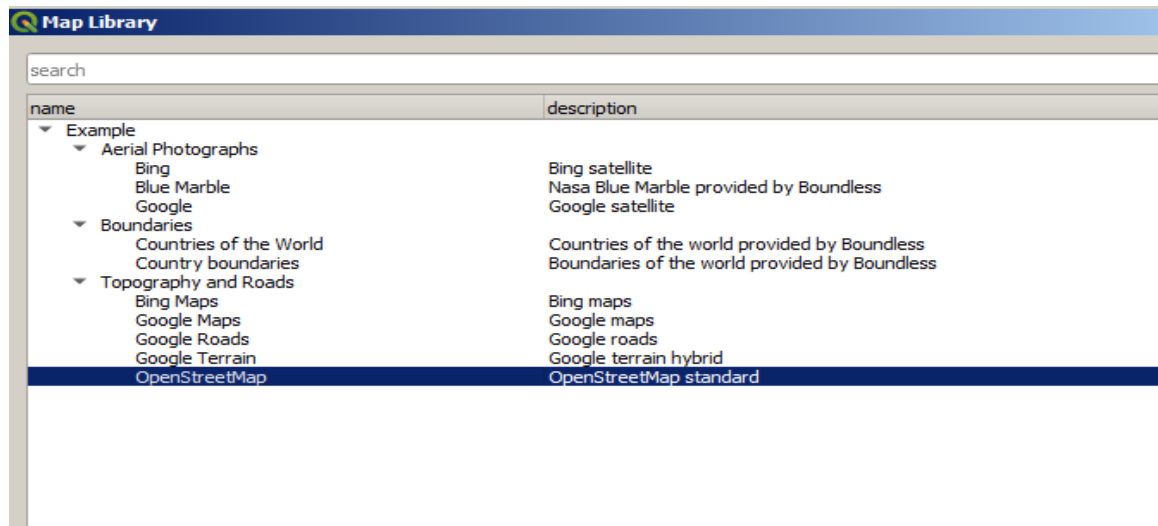 Map Library
search
name description
Example
Aerial Photographs
Bing Bing satellite
Blue Marble Nasa Blue Marble provided by Boundless
Google Google satellite
Boundaries
Countries of the World Countries of the world provided by Boundless
Country boundaries Boundaries of the world provided by Boundless
Topography and Roads
Bing Maps Bing maps
Google Maps Google maps
Google Roads Google roads
Google Terrain Google terrain hybrid
OpenStreetMap OpenStreetMap standard